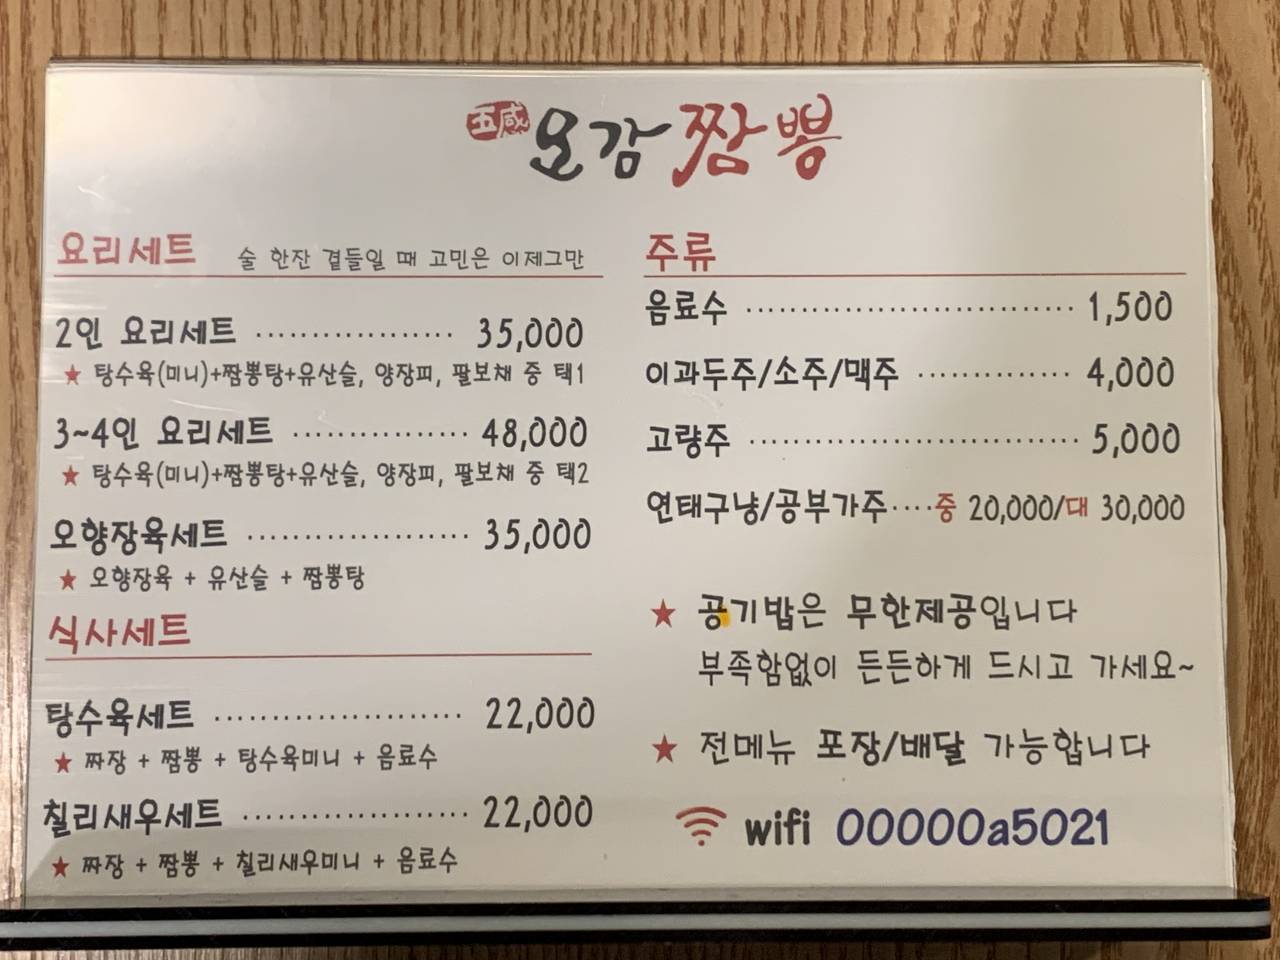 五感 오감짬뽕
요리세트 술 한잔 곁들일 때 고민은 이제그만
2인 요리세트 ·················· 35,000
★ 탕수육(미니)+짬뽕탕+유산슬, 양장피, 팔보채 중 택1
3~4인 요리세트 ················ 48,000
★ 탕수육(미니)+짬뽕탕+유산슬, 양장피, 팔보채 중 택2
오향장육세트 ···················· 35,000
★ 오향장육 + 유산슬 + 짬뽕탕
식사세트
탕수육세트 ······················ 22,000
★ 짜장 + 짬뽕 + 탕수육미니 + 음료수
칠리새우세트 ···················· 22,000
★ 짜장 + 짬뽕 + 칠리새우미니 + 음료수
주류
음료수 ····························· 1,500
이과두주/소주/맥주 ·············· 4,000
고량주 ······························ 5,000
연태구냥/공부가주···· 중 20,000/대 30,000
★ 공기밥은 무한제공입니다
부족함없이 든든하게 드시고 가세요~
★ 전메뉴 포장/배달 가능합니다
wifi 00000a5021